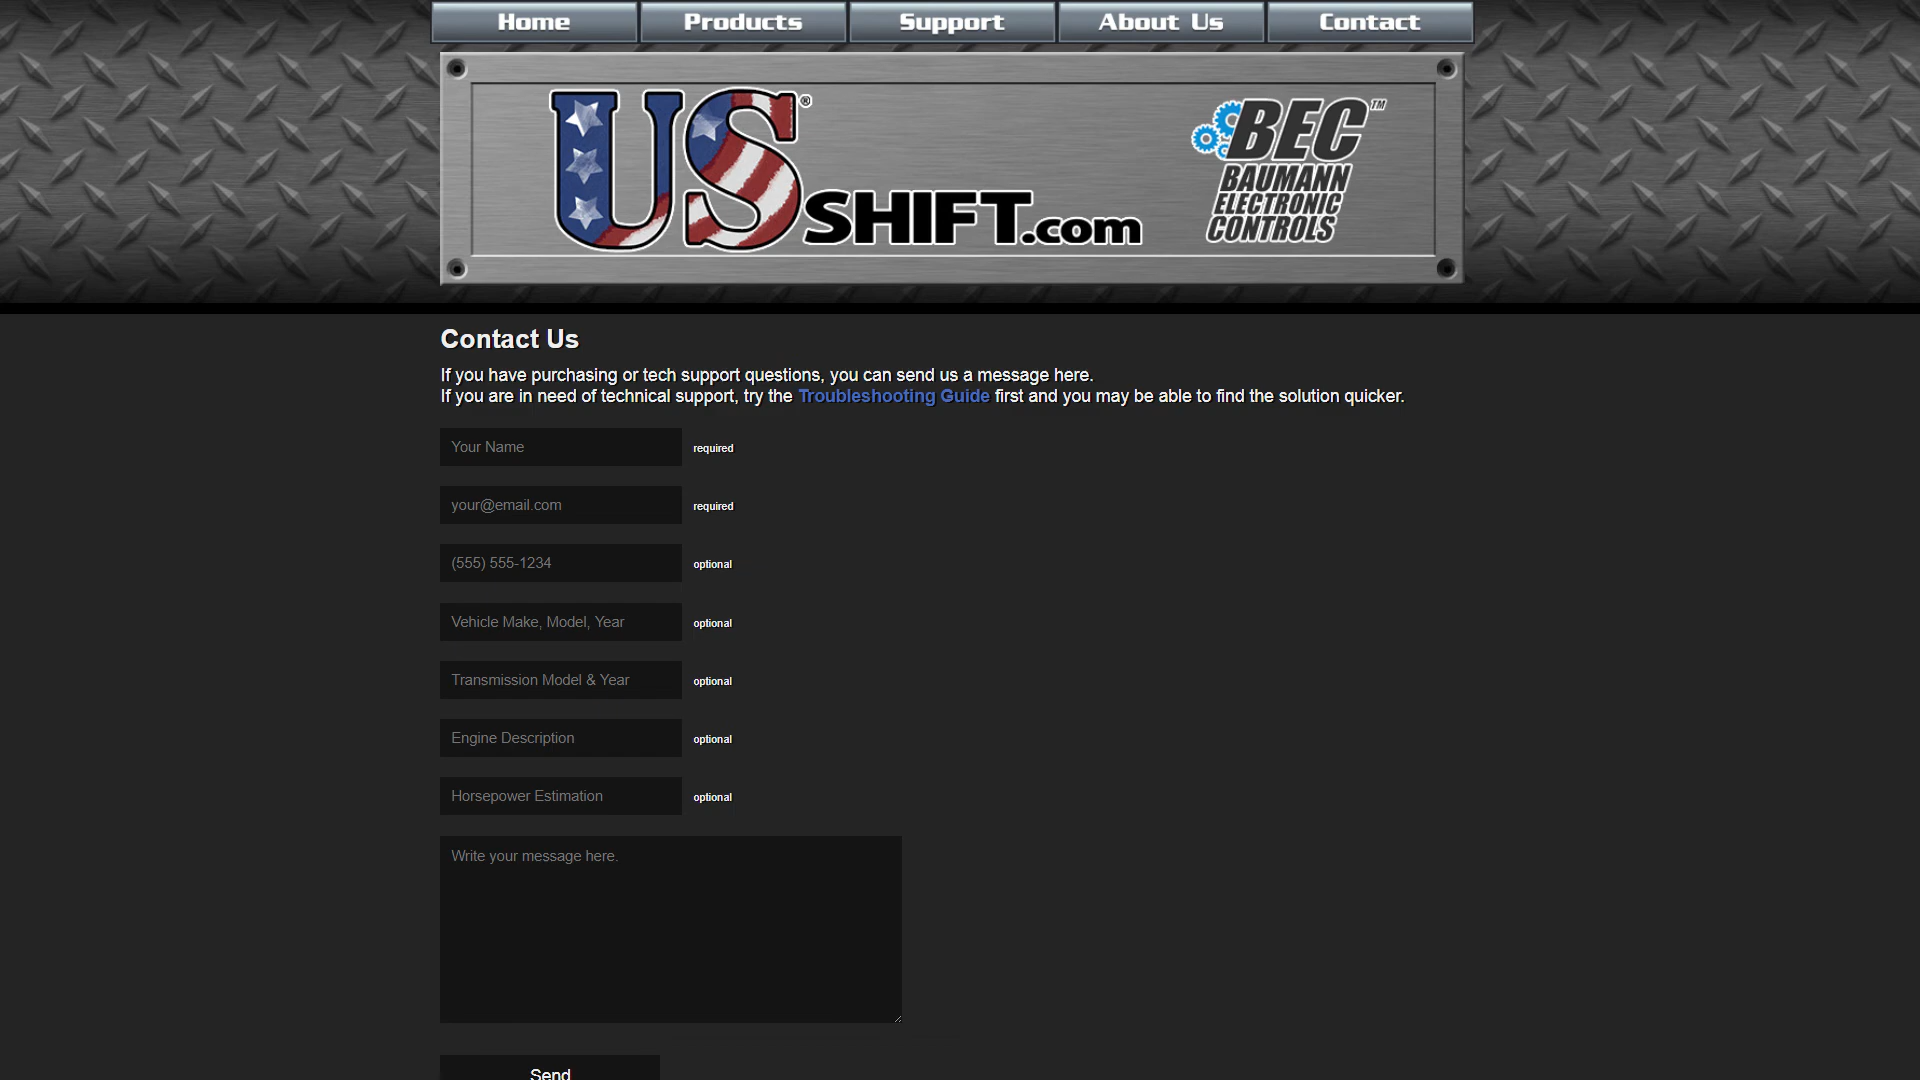 Home
Products
Support
About Us
Contact
US®
SHIFT.com
BEC™
BAUMANN
ELECTRONIC
CONTROLS
Contact Us
If you have purchasing or tech support questions, you can send us a message here.
If you are in need of technical support, try the Troubleshooting Guide first and you may be able to find the solution quicker.
Your Name required
your@email.com required
(555) 555-1234 optional
Vehicle Make, Model, Year optional
Transmission Model & Year optional
Engine Description optional
Horsepower Estimation optional
Write your message here.
Send